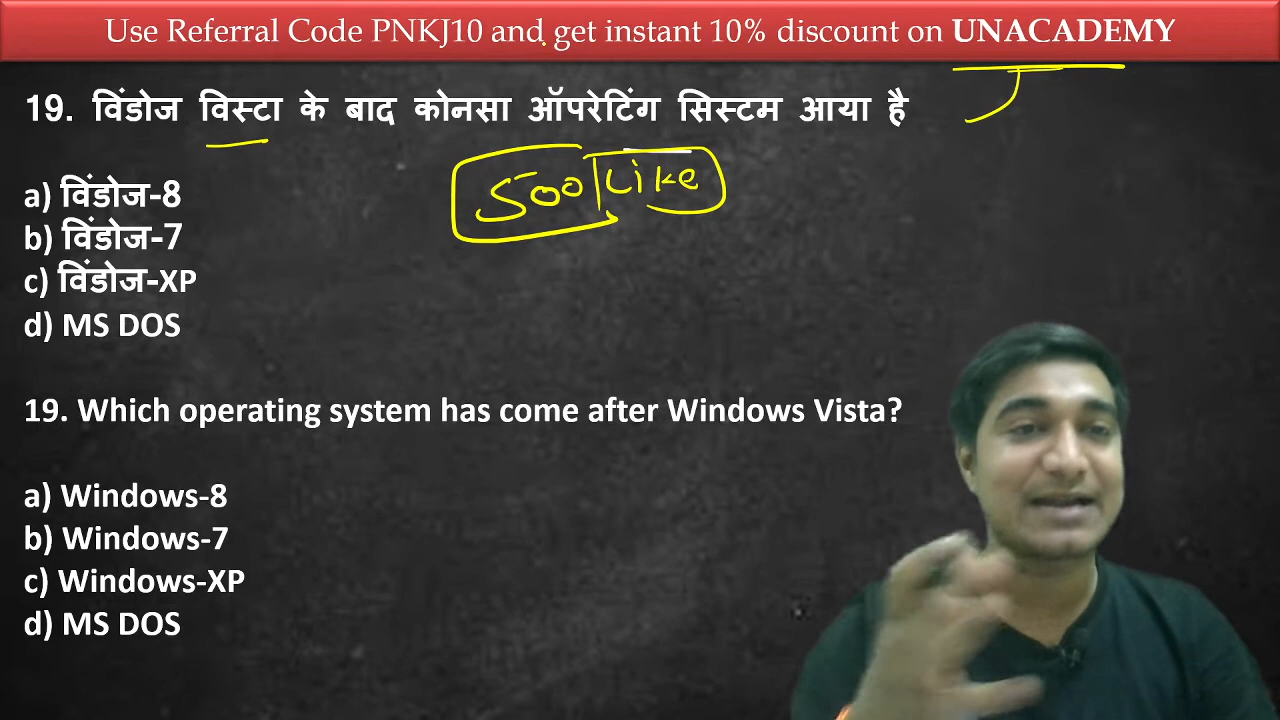 Use Referral Code PNKJ10 and get instant 10% discount on UNACADEMY
19. विंडोज विस्टा के बाद कोनसा ऑपरेटिंग सिस्टम आया है
500 Like
a) विंडोज-8
b) विंडोज-7
c) विंडोज-XP
d) MS DOS
19. Which operating system has come after Windows Vista?
a) Windows-8
b) Windows-7
c) Windows-XP
d) MS DOS